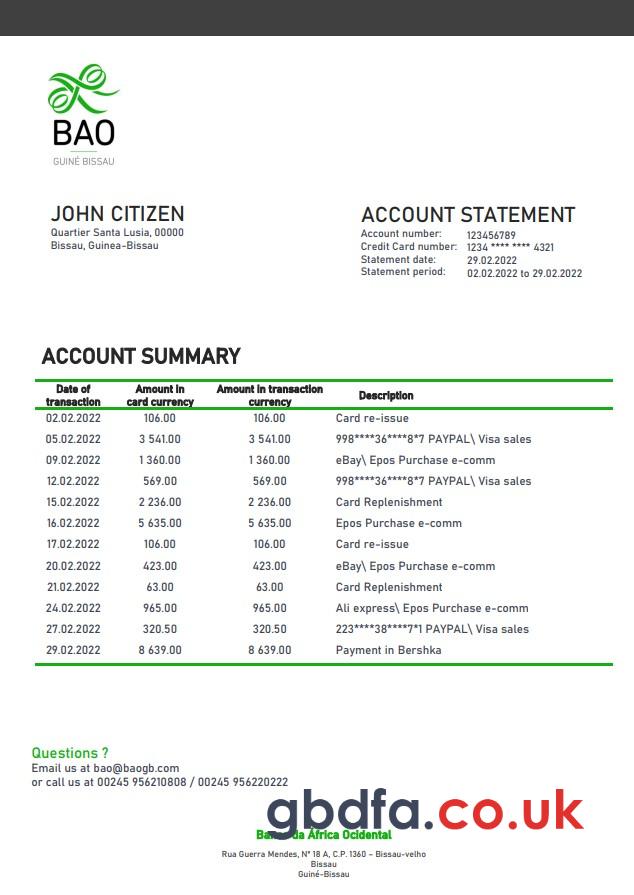 BAO
GUINÉ BISSAU
JOHN CITIZEN
Quartier Santa Lusia, 00000
Bissau, Guinea-Bissau
ACCOUNT STATEMENT
Account number: 123456789
Credit Card number: 1234 **** **** 4321
Statement date: 29.02.2022
Statement period: 02.02.2022 to 29.02.2022
ACCOUNT SUMMARY
Date of transaction Amount in card currency Amount in transaction currency Description
02.02.2022 106.00 106.00 Card re-issue
05.02.2022 3 541.00 3 541.00 998****36****8*7 PAYPAL\ Visa sales
09.02.2022 1 360.00 1 360.00 eBay\ Epos Purchase e-comm
12.02.2022 569.00 569.00 998****36****8*7 PAYPAL\ Visa sales
15.02.2022 2 236.00 2 236.00 Card Replenishment
16.02.2022 5 635.00 5 635.00 Epos Purchase e-comm
17.02.2022 106.00 106.00 Card re-issue
20.02.2022 423.00 423.00 eBay\ Epos Purchase e-comm
21.02.2022 63.00 63.00 Card Replenishment
24.02.2022 965.00 965.00 Ali express\ Epos Purchase e-comm
27.02.2022 320.50 320.50 223****38****7*1 PAYPAL\ Visa sales
29.02.2022 8 639.00 8 639.00 Payment in Bershka
Questions ?
Email us at bao@baogb.com
or call us at 00245 956210808 / 00245 956220222
gbdfa.co.uk
da África Ocidental
Rua Guerra Mendes, Nº 18 A, C.P. 1360 – Bissau-velho
Bissau
Guiné-Bissau